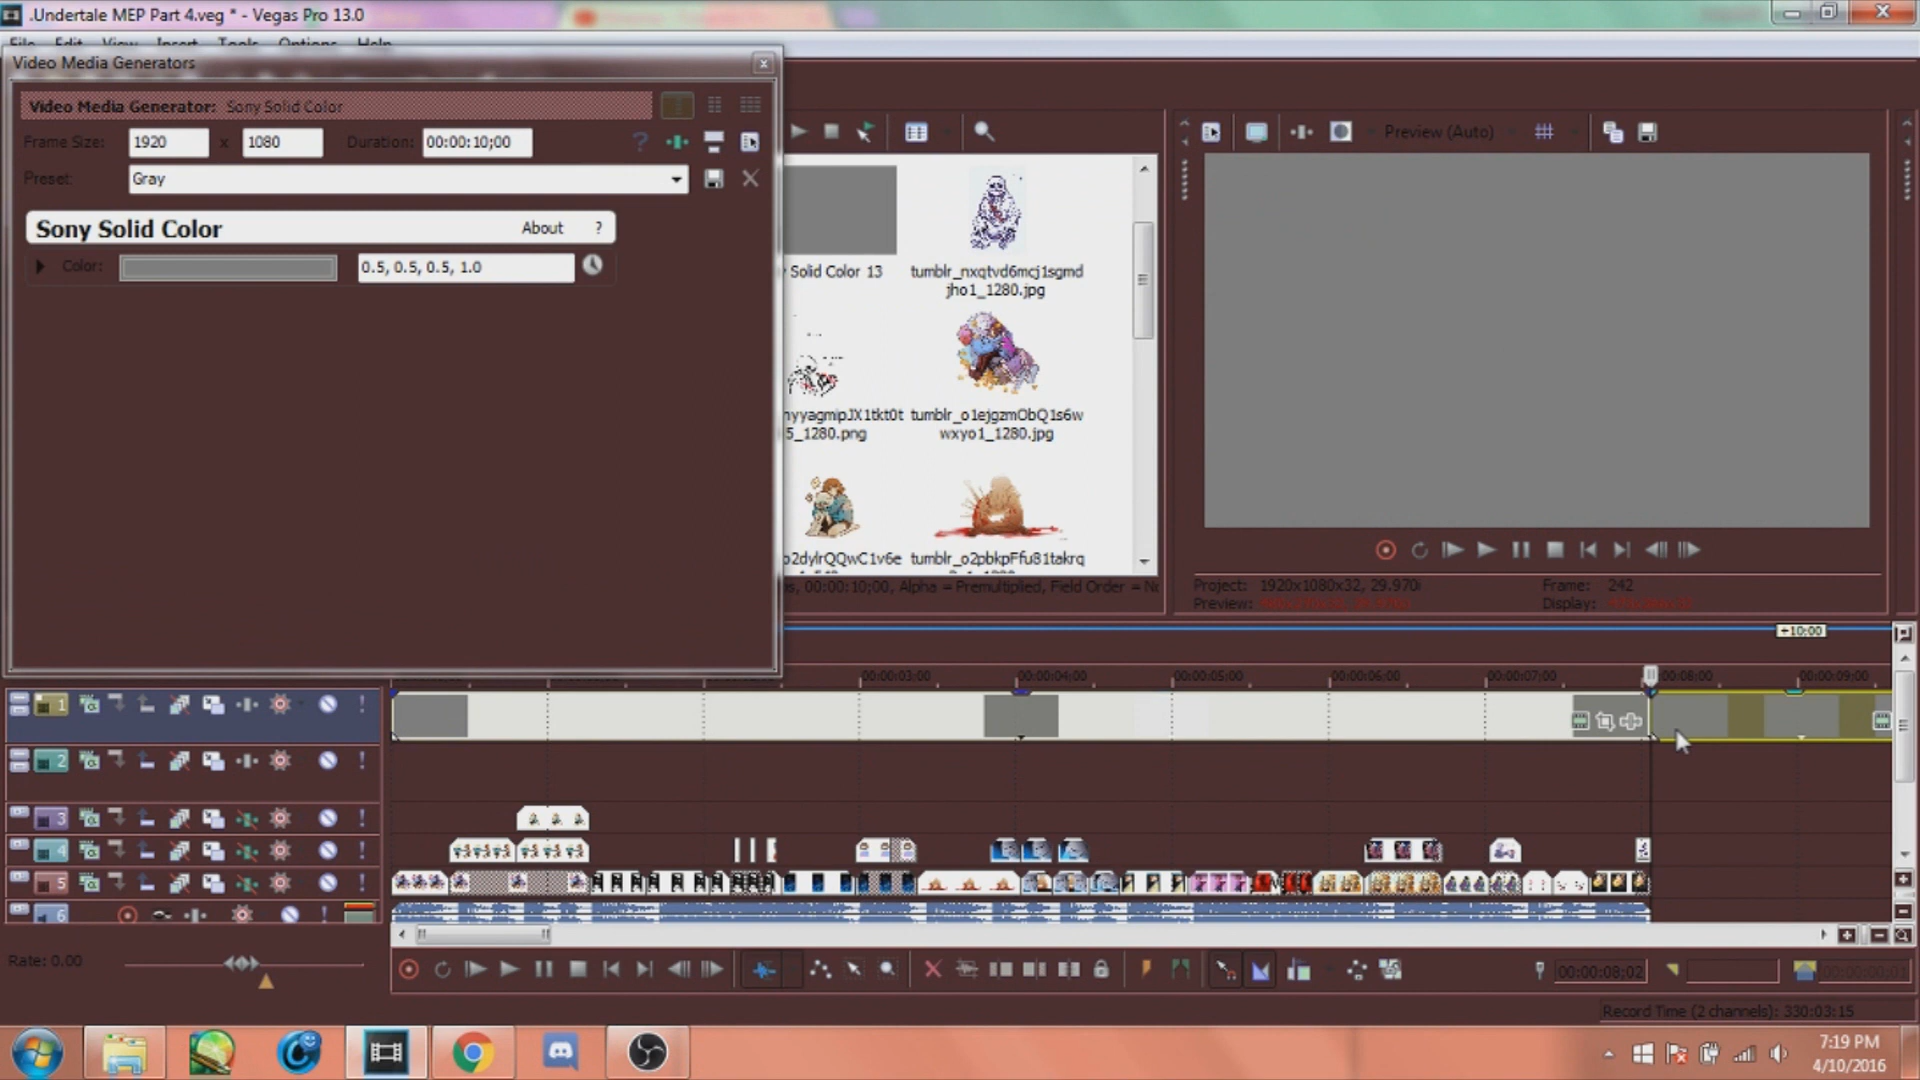 .Undertale MEP Part 4.veg * - Vegas Pro 13.0
File Edit View Insert Tools Options Help
Video Media Generators
Video Media Generator: Sony Solid Color
Frame Size: 1920 x 1080 Duration: 00:00:10;00
Preset: Gray
Sony Solid Color About ?
Color: 0.5, 0.5, 0.5, 1.0
Preview (Auto)
Solid Color 13
tumblr_nxqtvd6mcj1sgmd
jho1_1280.jpg
tumblr_o1ejgzmObQ1s6w
wxyo1_1280.jpg
5_1280.png
tumblr_o2pbkpFfu81takrq
00:00:10;00, Alpha = Premultiplied, Field Order = No
Project: 1920x1080x32, 29.970i
Frame: 242
Preview:
Display:
+10:00
00:00:03;00 00:00:04;00 00:00:05;00 00:00:06;00 00:00:07;00 00:08;00 00:00:09;00
1
2
3
4
5
6
Rate: 0.00
00:00:08;02
Record Time (2 channels): 330:03:15
7:19 PM
4/10/2016